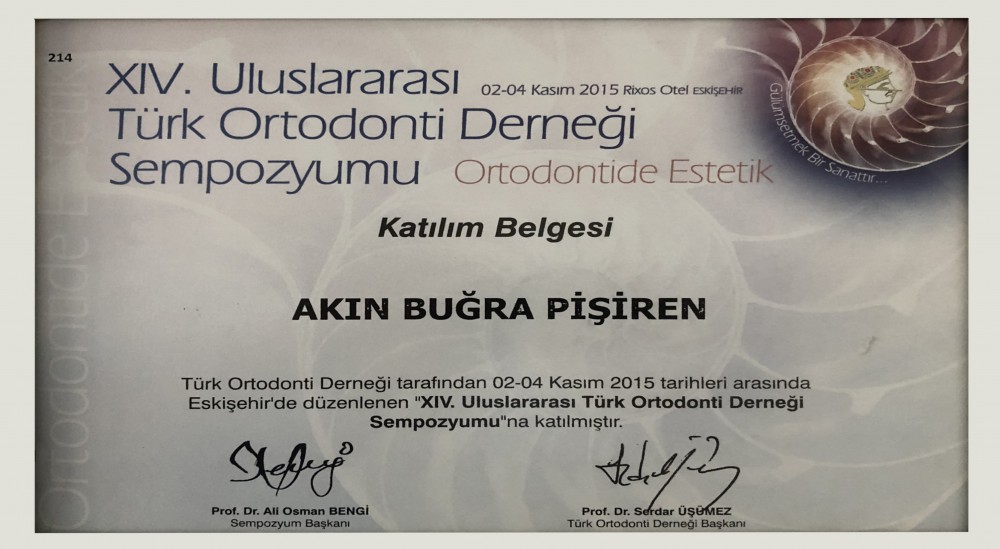 214
XIV. Uluslararası 02-04 Kasım 2015 Rixos Otel ESKİŞEHİR
Türk Ortodonti Derneği
Sempozyumu Ortodontide Estetik
Gülümsetmek Bir Sanattır...
Katılım Belgesi
AKIN BUĞRA PİŞİREN
Türk Ortodonti Derneği tarafından 02-04 Kasım 2015 tarihleri arasında
Eskişehir'de düzenlenen "XIV. Uluslararası Türk Ortodonti Derneği
Sempozyumu"na katılmıştır.
Prof. Dr. Ali Osman BENGİ
Sempozyum Başkanı
Prof. Dr. Serdar ÜŞÜMEZ
Türk Ortodonti Derneği Başkanı
Ortodontide Estetik